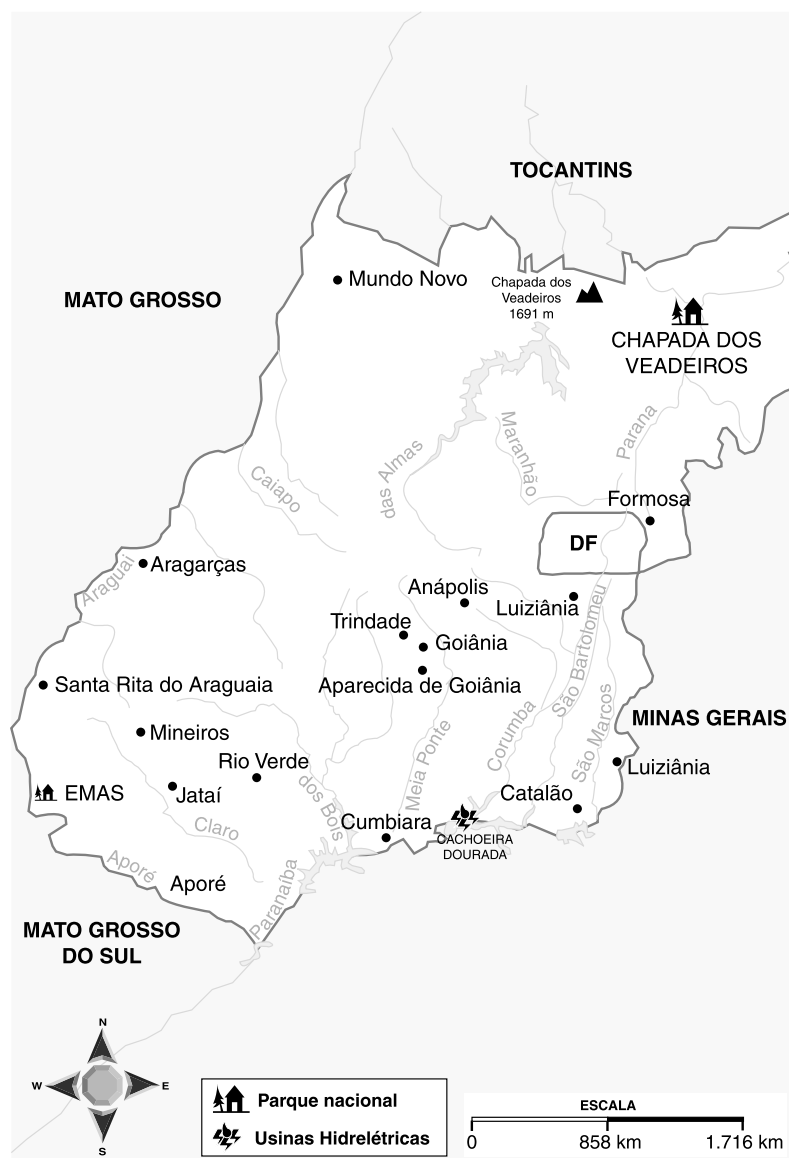 TOCANTINS
Mundo Novo
Chapada dos
Veadeiros
1691 m
MATO GROSSO
CHAPADA DOS
VEADEIROS
das Almas
Maranhão
Parana
Caiapo
Formosa
DF
Aragarças
Araguai
Anápolis
Luiziânia
Trindade
Goiânia
São Bartolomeu
Aparecida de Goiânia
Santa Rita do Araguaia
São Marcos
MINAS GERAIS
Mineiros
Corumba
Meia Ponte
Rio Verde
Luiziânia
EMAS
Jataí
dos Bois
Catalão
Claro
Cumbiara
CACHOEIRA
DOURADA
Aporé
Aporé
Paranaíba
MATO GROSSO
DO SUL
N
W
E
S
Parque nacional
Usinas Hidrelétricas
ESCALA
0
858 km
1.716 km